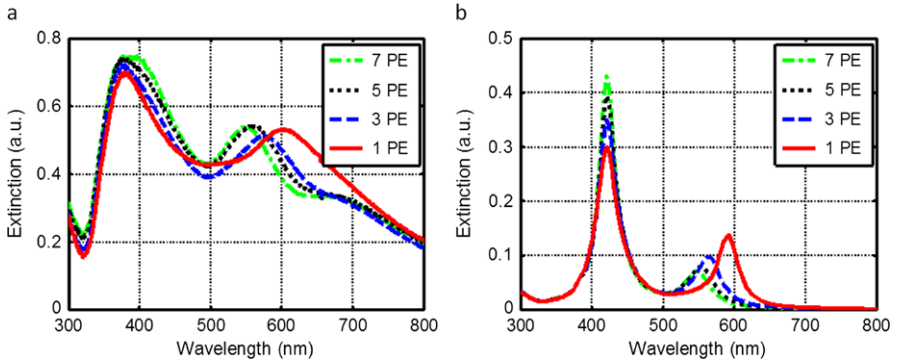 a
0.8
0.6
0.4
0.2
0
300 400 500 600 700 800
Extinction (a.u.)
Wavelength (nm)
7 PE
5 PE
3 PE
1 PE
b
0.5
0.4
0.3
0.2
0.1
0
300 400 500 600 700 800
Extinction (a.u.)
Wavelength (nm)
7 PE
5 PE
3 PE
1 PE